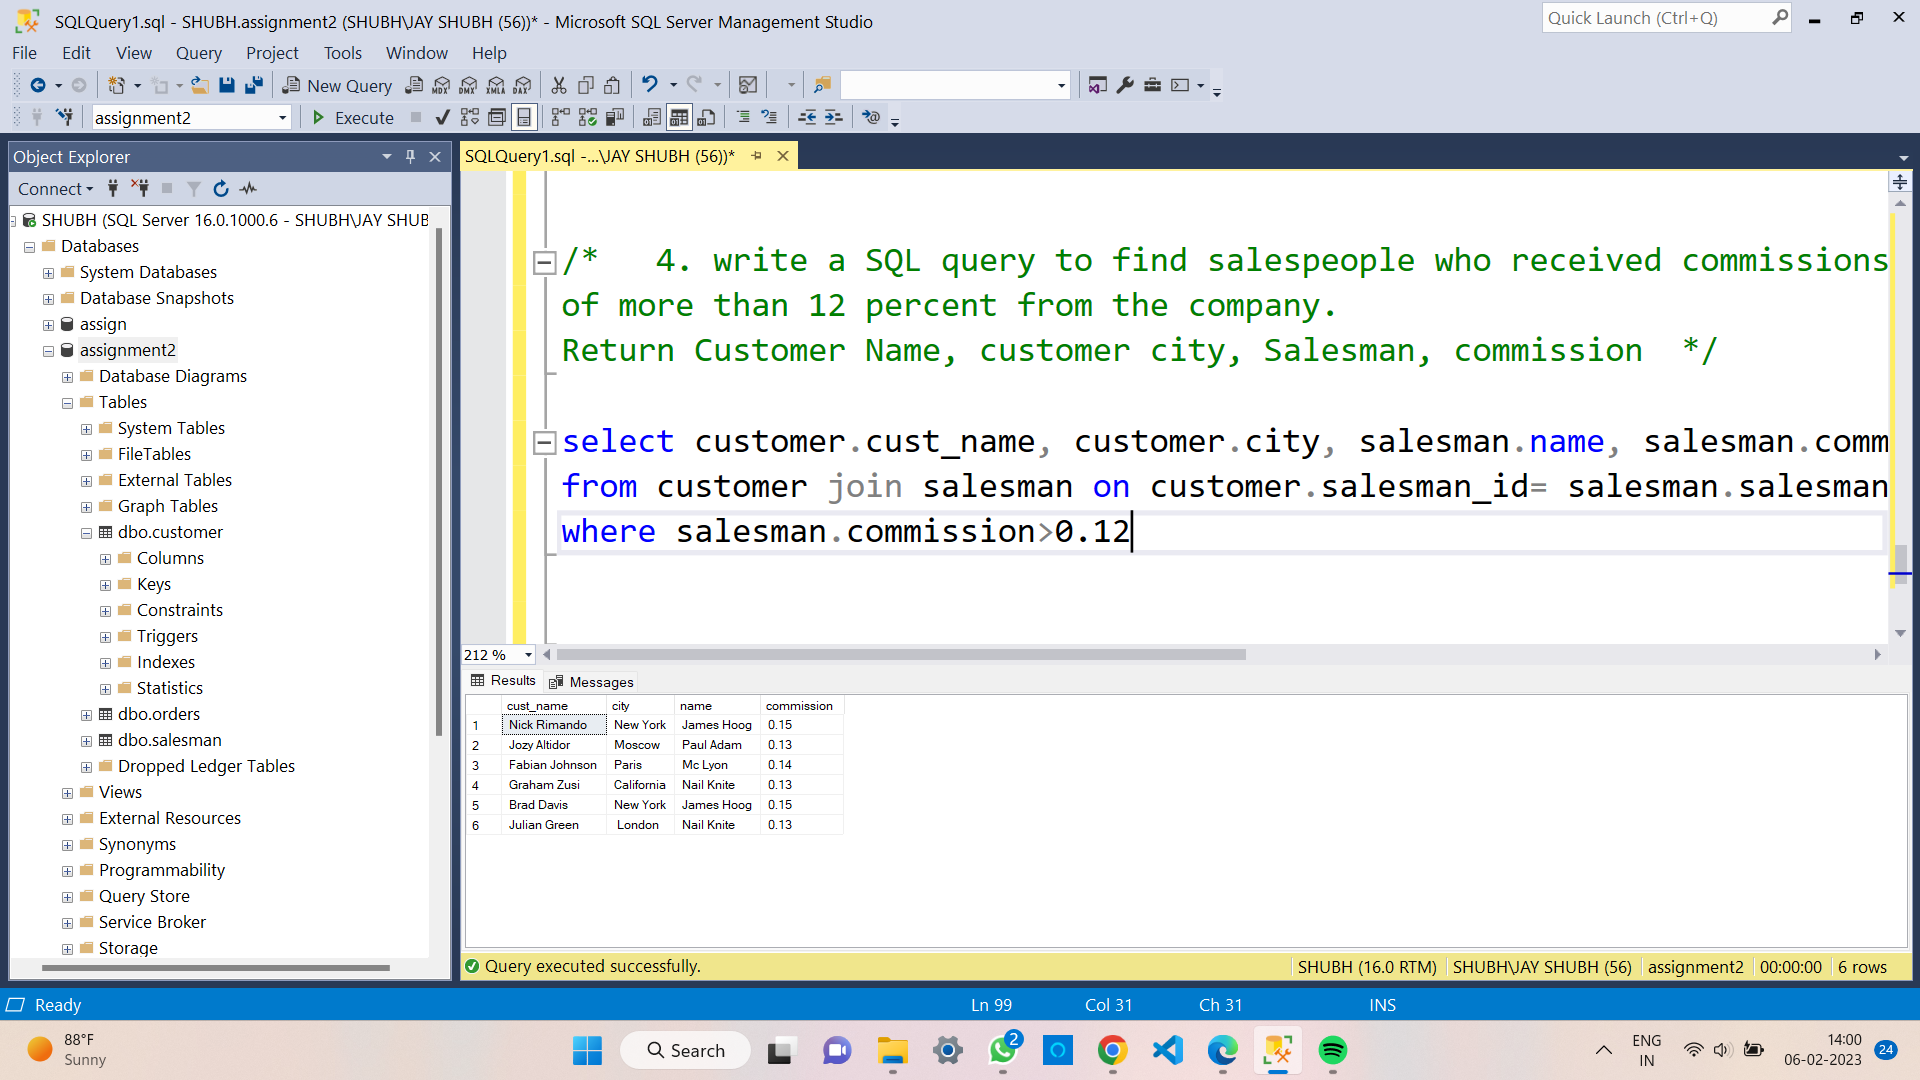 SQLQuery1.sql - SHUBH.assignment2 (SHUBH\JAY SHUBH (56))* - Microsoft SQL Server Management Studio
Quick Launch (Ctrl+Q)
File Edit View Query Project Tools Window Help
New Query MDX DMX XMLA DAX
assignment2 Execute
Object Explorer
Connect
SHUBH (SQL Server 16.0.1000.6 - SHUBH\JAY SHUB
Databases
System Databases
Database Snapshots
assign
assignment2
Database Diagrams
Tables
System Tables
FileTables
External Tables
Graph Tables
dbo.customer
Columns
Keys
Constraints
Triggers
Indexes
Statistics
dbo.orders
dbo.salesman
Dropped Ledger Tables
Views
External Resources
Synonyms
Programmability
Query Store
Service Broker
Storage
SQLQuery1.sql -...\JAY SHUBH (56))*
/*   4. write a SQL query to find salespeople who received commissions
of more than 12 percent from the company.
Return Customer Name, customer city, Salesman, commission  */
select customer.cust_name, customer.city, salesman.name, salesman.comm
from customer join salesman on customer.salesman_id= salesman.salesman
where salesman.commission>0.12
212 %
Results Messages
cust_name city name commission
1 Nick Rimando New York James Hoog 0.15
2 Jozy Altidor Moscow Paul Adam 0.13
3 Fabian Johnson Paris Mc Lyon 0.14
4 Graham Zusi California Nail Knite 0.13
5 Brad Davis New York James Hoog 0.15
6 Julian Green London Nail Knite 0.13
Query executed successfully. SHUBH (16.0 RTM) SHUBH\JAY SHUBH (56) assignment2 00:00:00 6 rows
Ready Ln 99 Col 31 Ch 31 INS
88°F
Sunny
Search
2
ENG
IN
14:00
06-02-2023
24